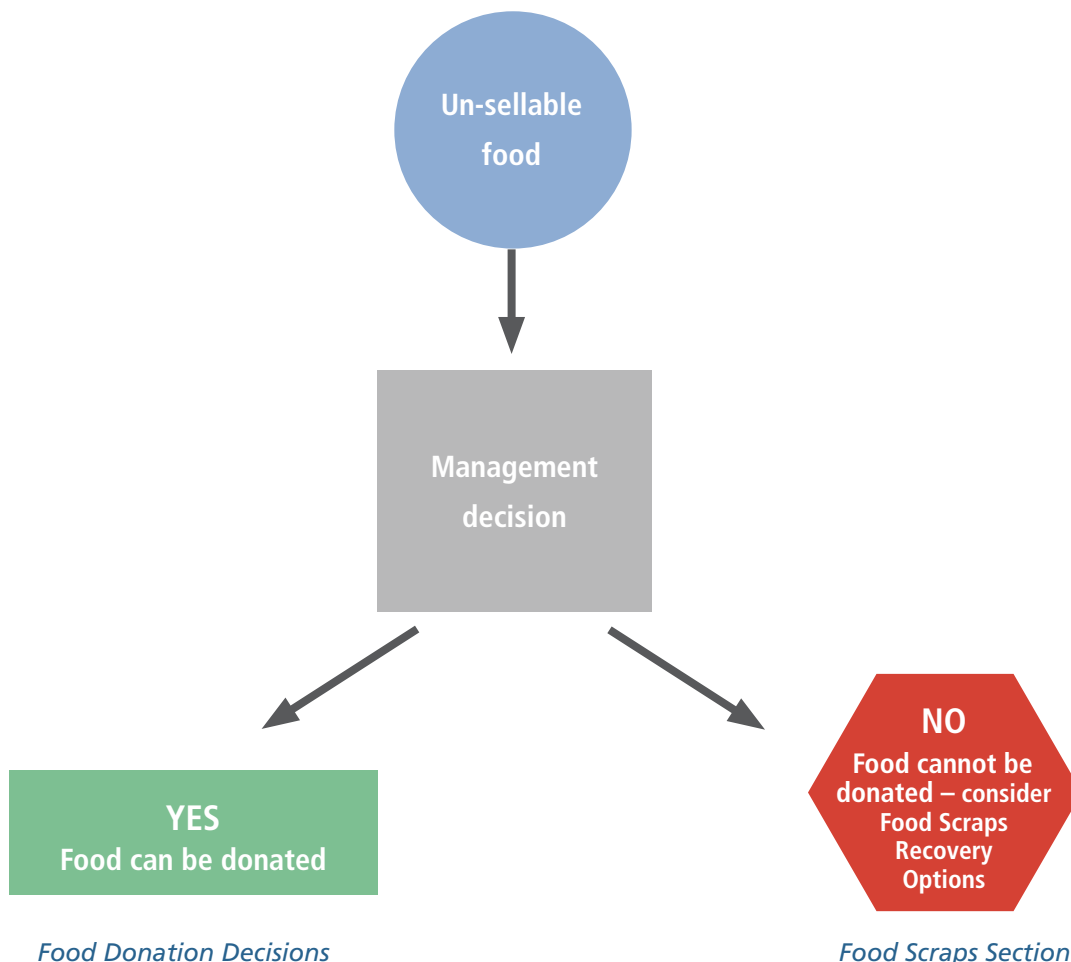 Un-sellable
food
Management
decision
YES
Food can be donated
NO
Food cannot be
donated – consider
Food Scraps
Recovery
Options
Food Donation Decisions
Food Scraps Section